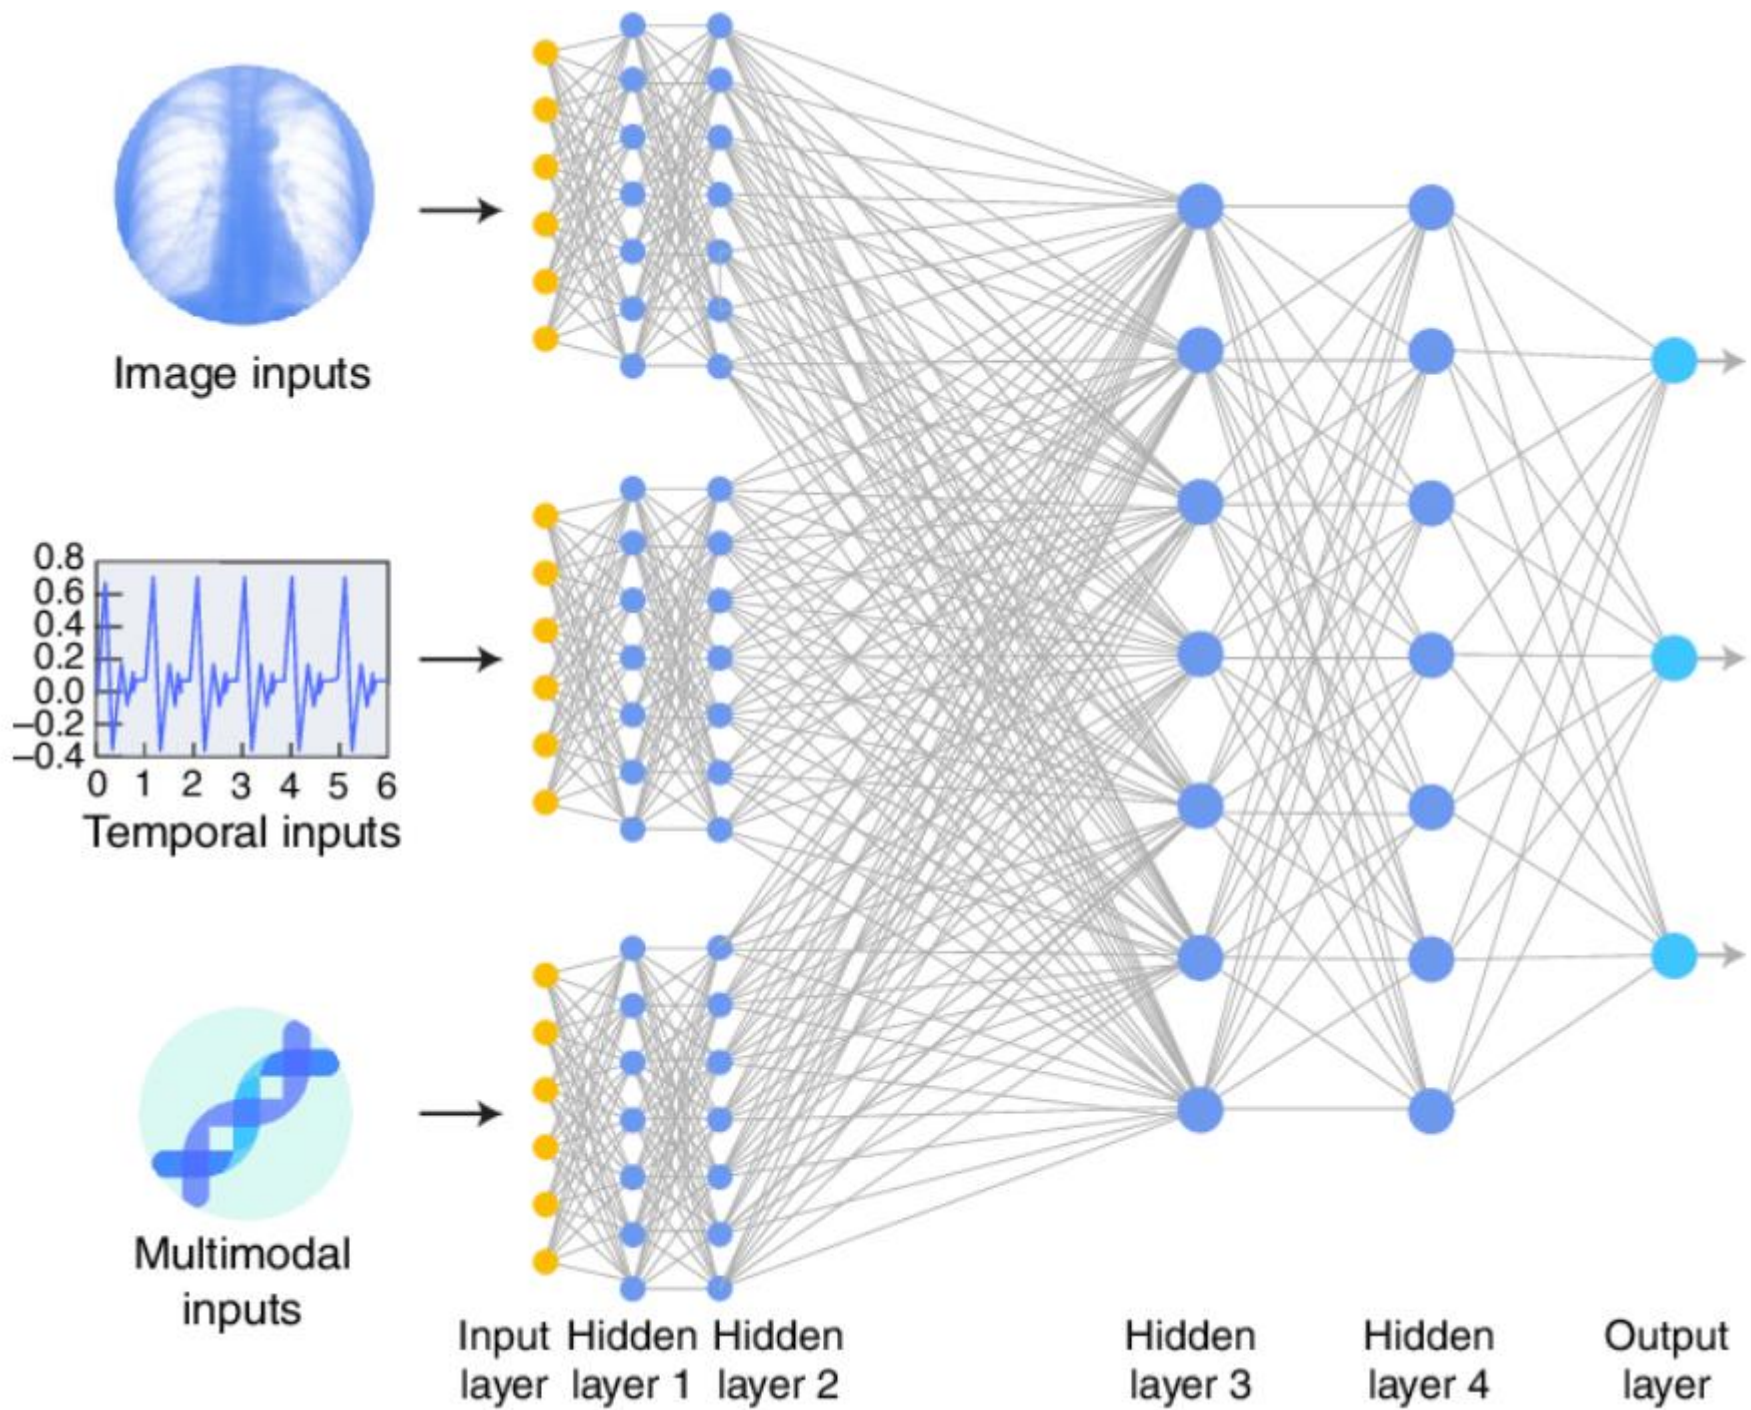 Image inputs
0.8
0.6
0.4
0.2
0.0
–0.2
–0.4
0 1 2 3 4 5 6
Temporal inputs
Multimodal
inputs
Input
layer
Hidden
layer 1
Hidden
layer 2
Hidden
layer 3
Hidden
layer 4
Output
layer